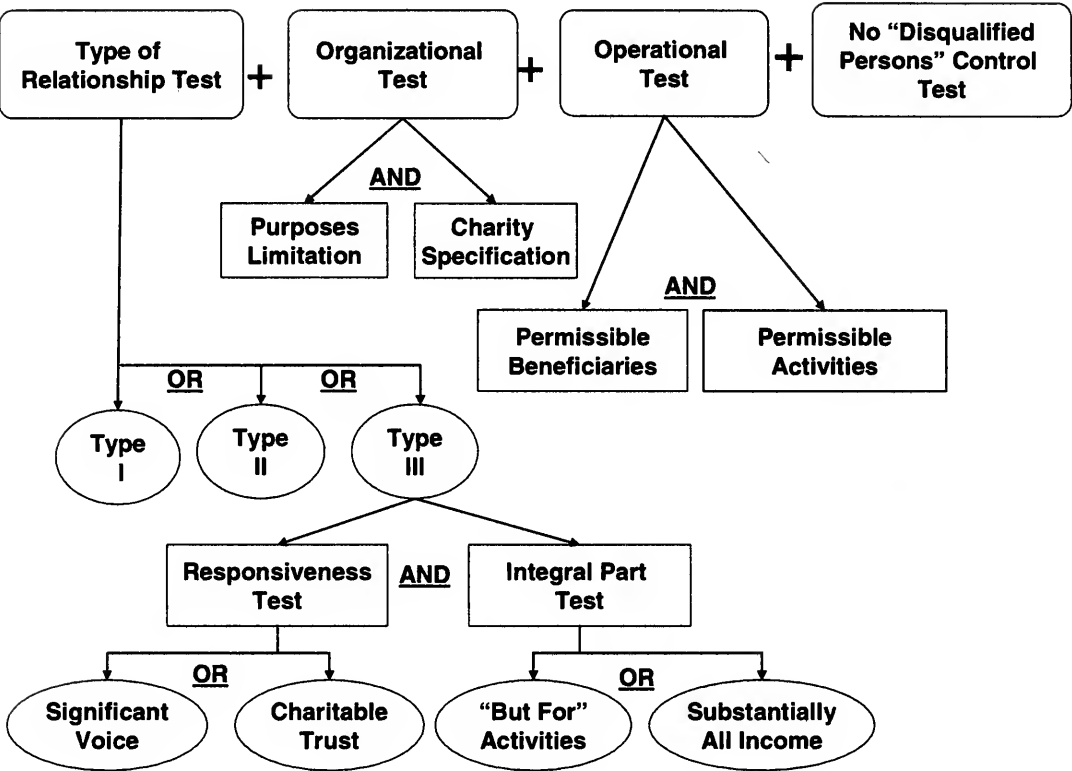 Type of
Relationship Test
+
Organizational
Test
+
Operational
Test
+
No “Disqualified
Persons” Control
Test
AND
Purposes
Limitation
Charity
Specification
AND
Permissible
Beneficiaries
Permissible
Activities
OR
OR
Type
I
Type
II
Type
III
Responsiveness
Test
AND
Integral Part
Test
OR
OR
Significant
Voice
Charitable
Trust
“But For”
Activities
Substantially
All Income